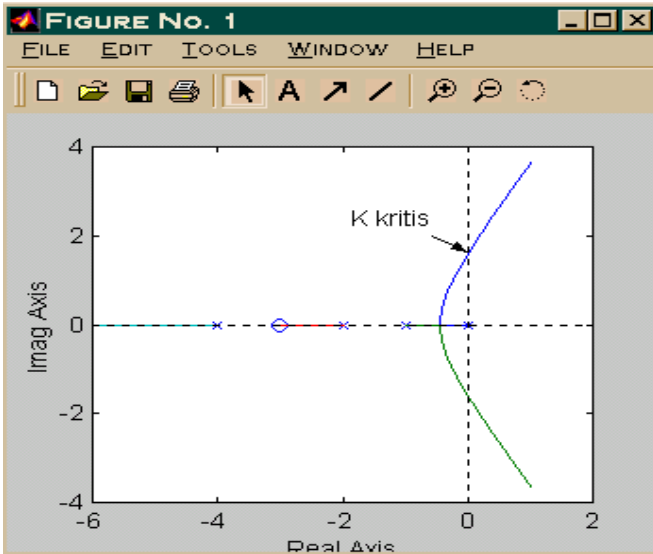 FIGURE NO. 1
FILE EDIT TOOLS WINDOW HELP
A
4
K kritis
2
Imag Axis
0
-2
-4
-6 -4 -2 0 2
Real Axis